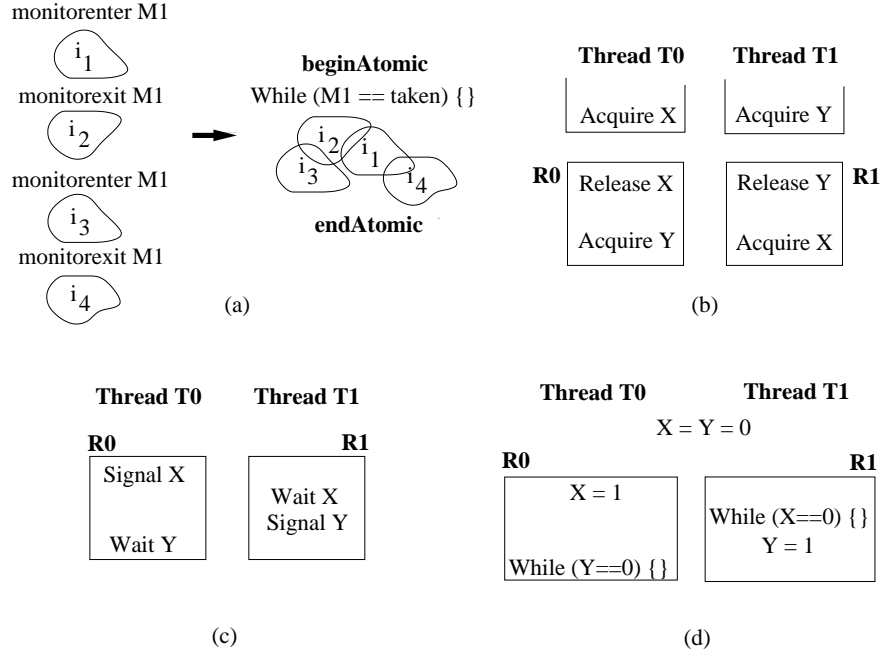 monitorenter M1
i1
monitorexit M1
i2
monitorenter M1
i3
monitorexit M1
i4
beginAtomic
While (M1 == taken) {}
i2
i1
i3
i4
endAtomic
(a)
Thread T0 Thread T1
Acquire X Acquire Y
R0 Release X Release Y R1
Acquire Y Acquire X
(b)
Thread T0 Thread T1
R0 R1
Signal X
Wait X
Signal Y
Wait Y
(c)
Thread T0 Thread T1
X = Y = 0
R0 R1
X = 1
While (X==0) {}
Y = 1
While (Y==0) {}
(d)